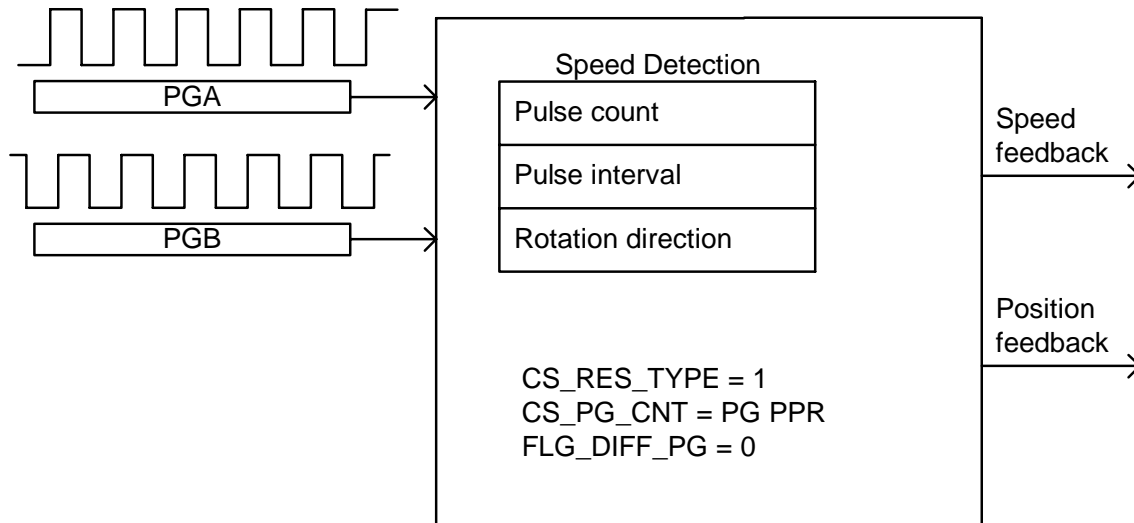 PGA
PGB
Speed Detection
Pulse count
Pulse interval
Rotation direction
CS_RES_TYPE = 1
CS_PG_CNT = PG PPR
FLG_DIFF_PG = 0
Speed
feedback
Position
feedback